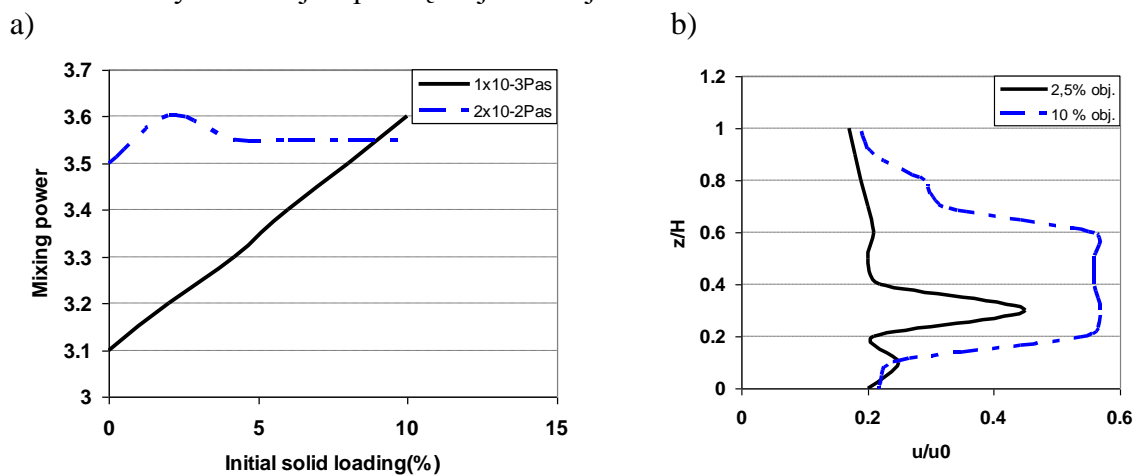 a)
b)
3.7
3.6
3.5
3.4
3.3
3.2
3.1
3
Mixing power
1x10-3Pas
2x10-2Pas
0
5
10
15
Initial solid loading(%)
1.2
1
0.8
0.6
0.4
0.2
0
z/H
2,5% obj.
10 % obj.
0
0.2
0.4
0.6
u/u0